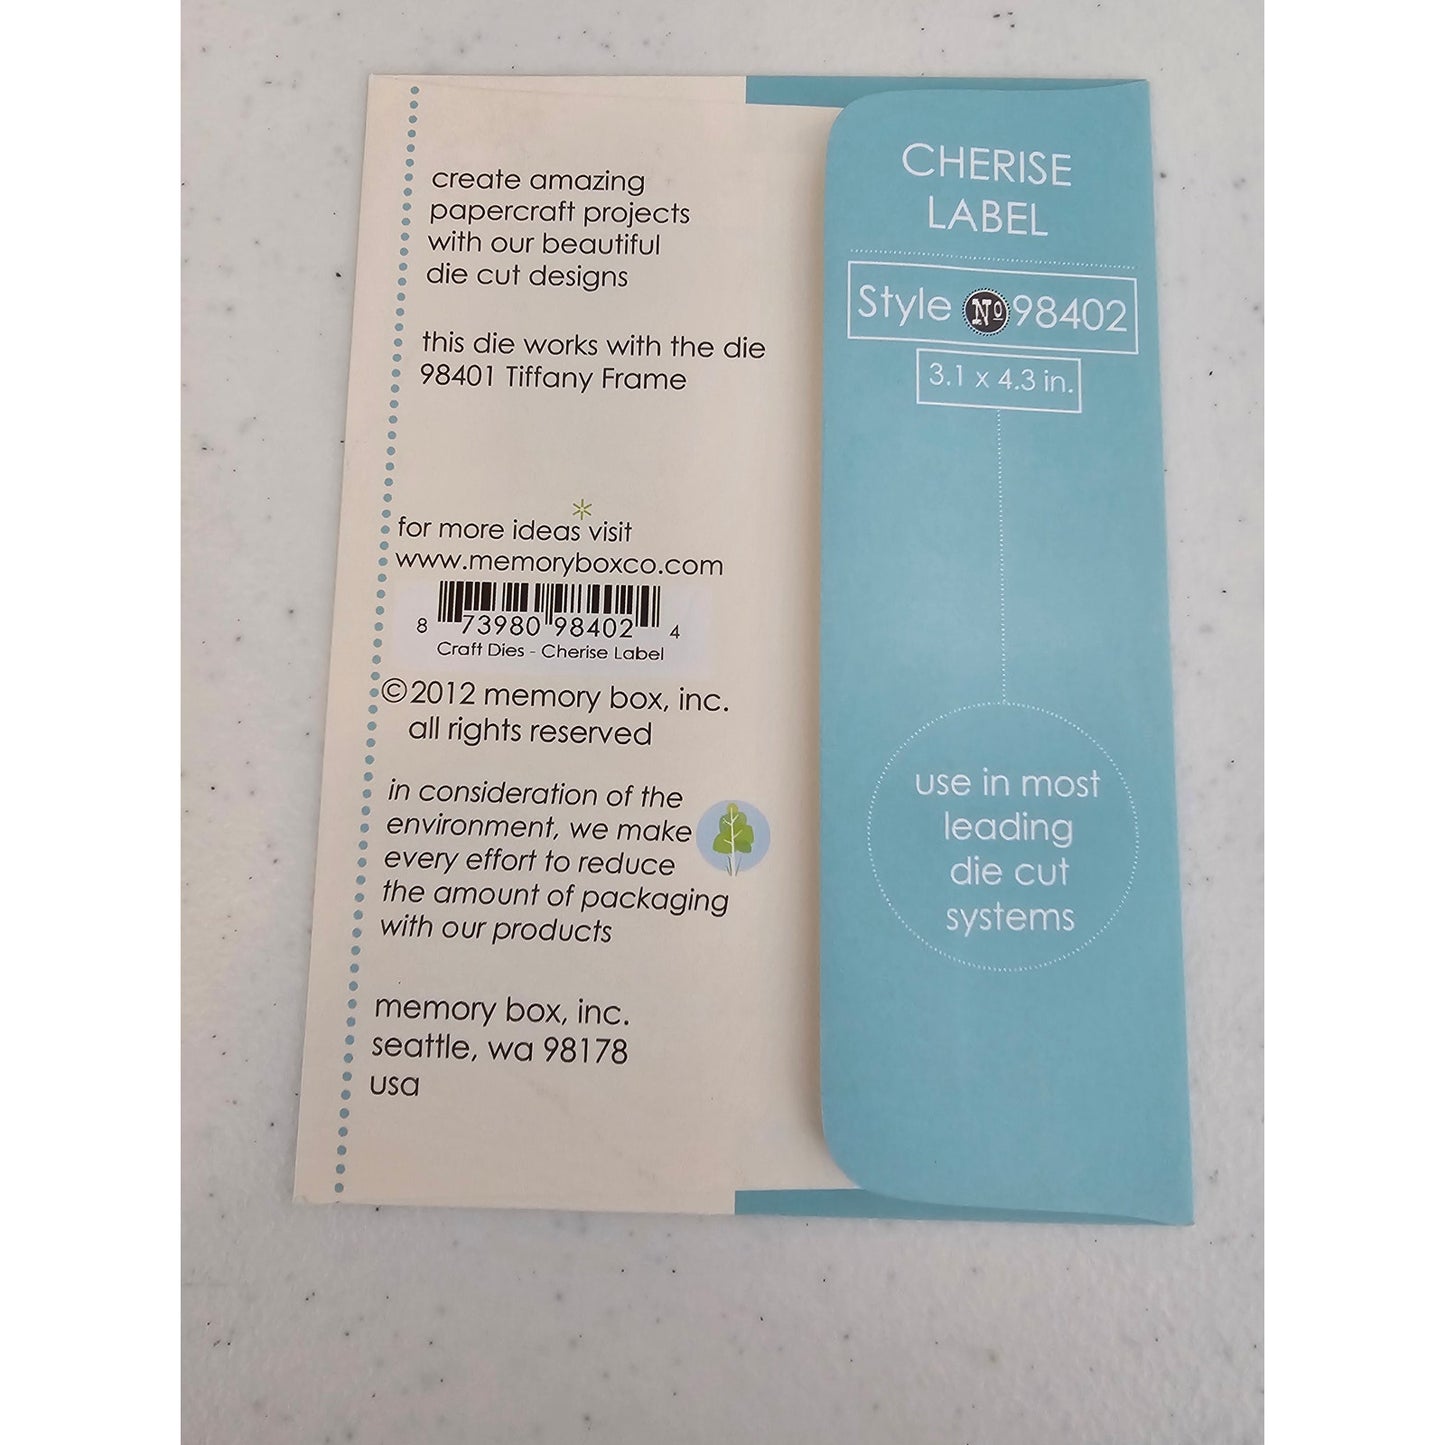 create amazing
papercraft projects
with our beautiful
die cut designs
this die works with the die
98401 Tiffany Frame
for more ideas visit
www.memoryboxco.com
8 73980 98402 4
Craft Dies - Cherise Label
©2012 memory box, inc.
all rights reserved
in consideration of the
environment, we make
every effort to reduce
the amount of packaging
with our products
memory box, inc.
seattle, wa 98178
usa
CHERISE
LABEL
Style No 98402
3.1 x 4.3 in.
use in most
leading
die cut
systems